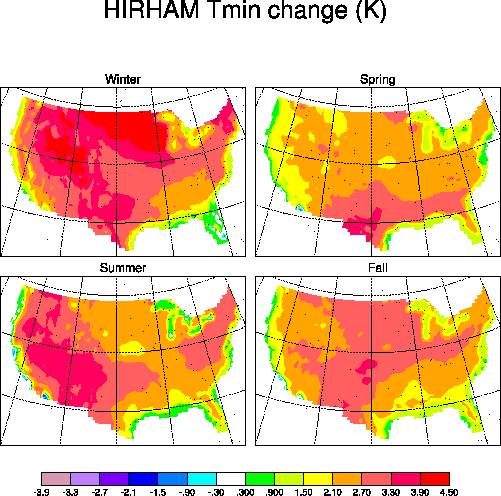 HIRHAM Tmin change (K)
Winter
Spring
Summer
Fall
-3.9 -3.3 -2.7 -2.1 -1.5 -.90 -.30 .300 .900 1.50 2.10 2.70 3.30 3.90 4.50